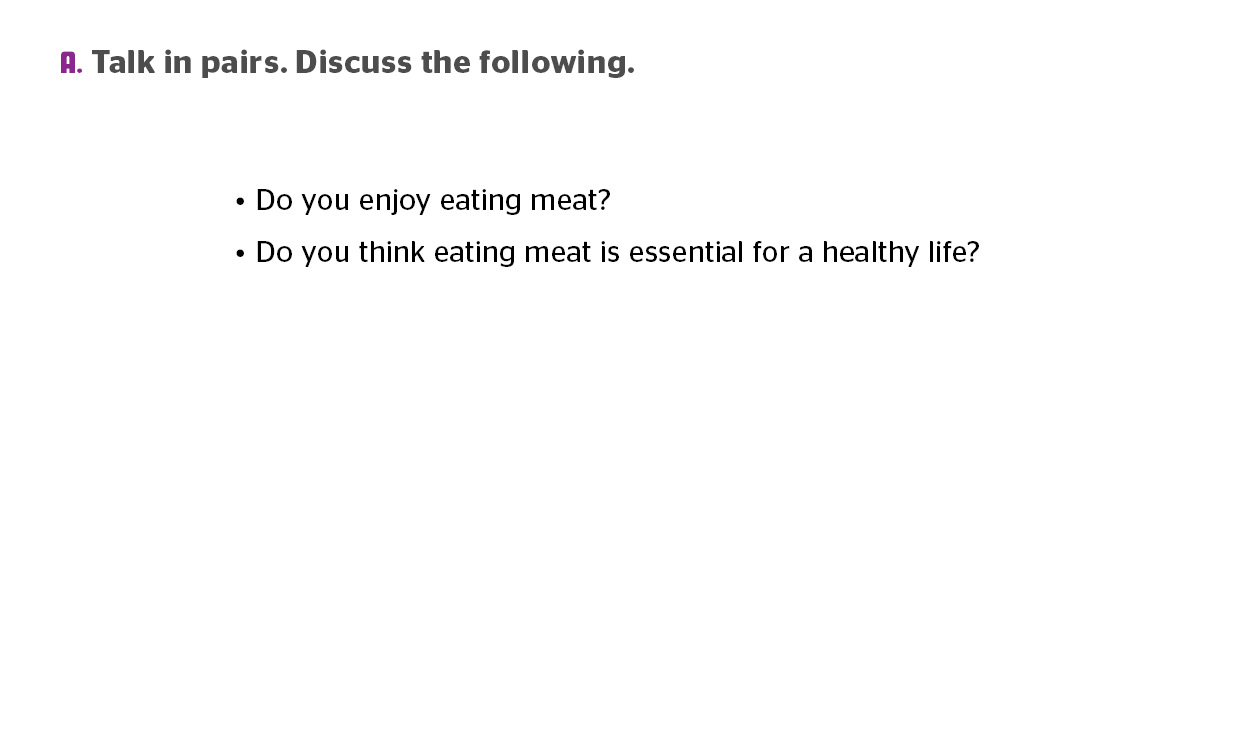 A. Talk in pairs. Discuss the following.
• Do you enjoy eating meat?
• Do you think eating meat is essential for a healthy life?